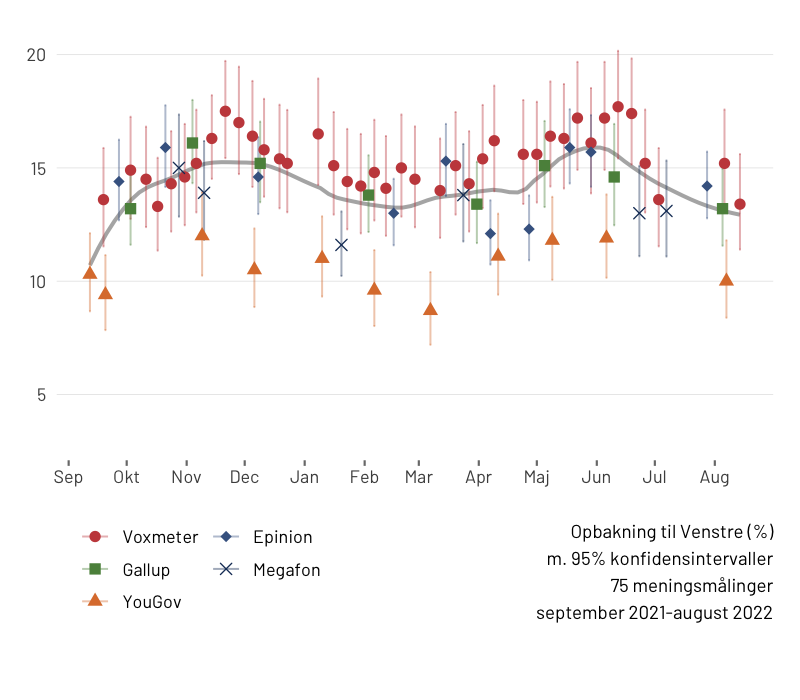 20
15
10
5
Sep Okt Nov Dec Jan Feb Mar Apr Maj Jun Jul Aug
Voxmeter Epinion
Gallup Megafon
YouGov
Opbakning til Venstre (%)
m. 95% konfidensintervaller
75 meningsmålinger
september 2021-august 2022